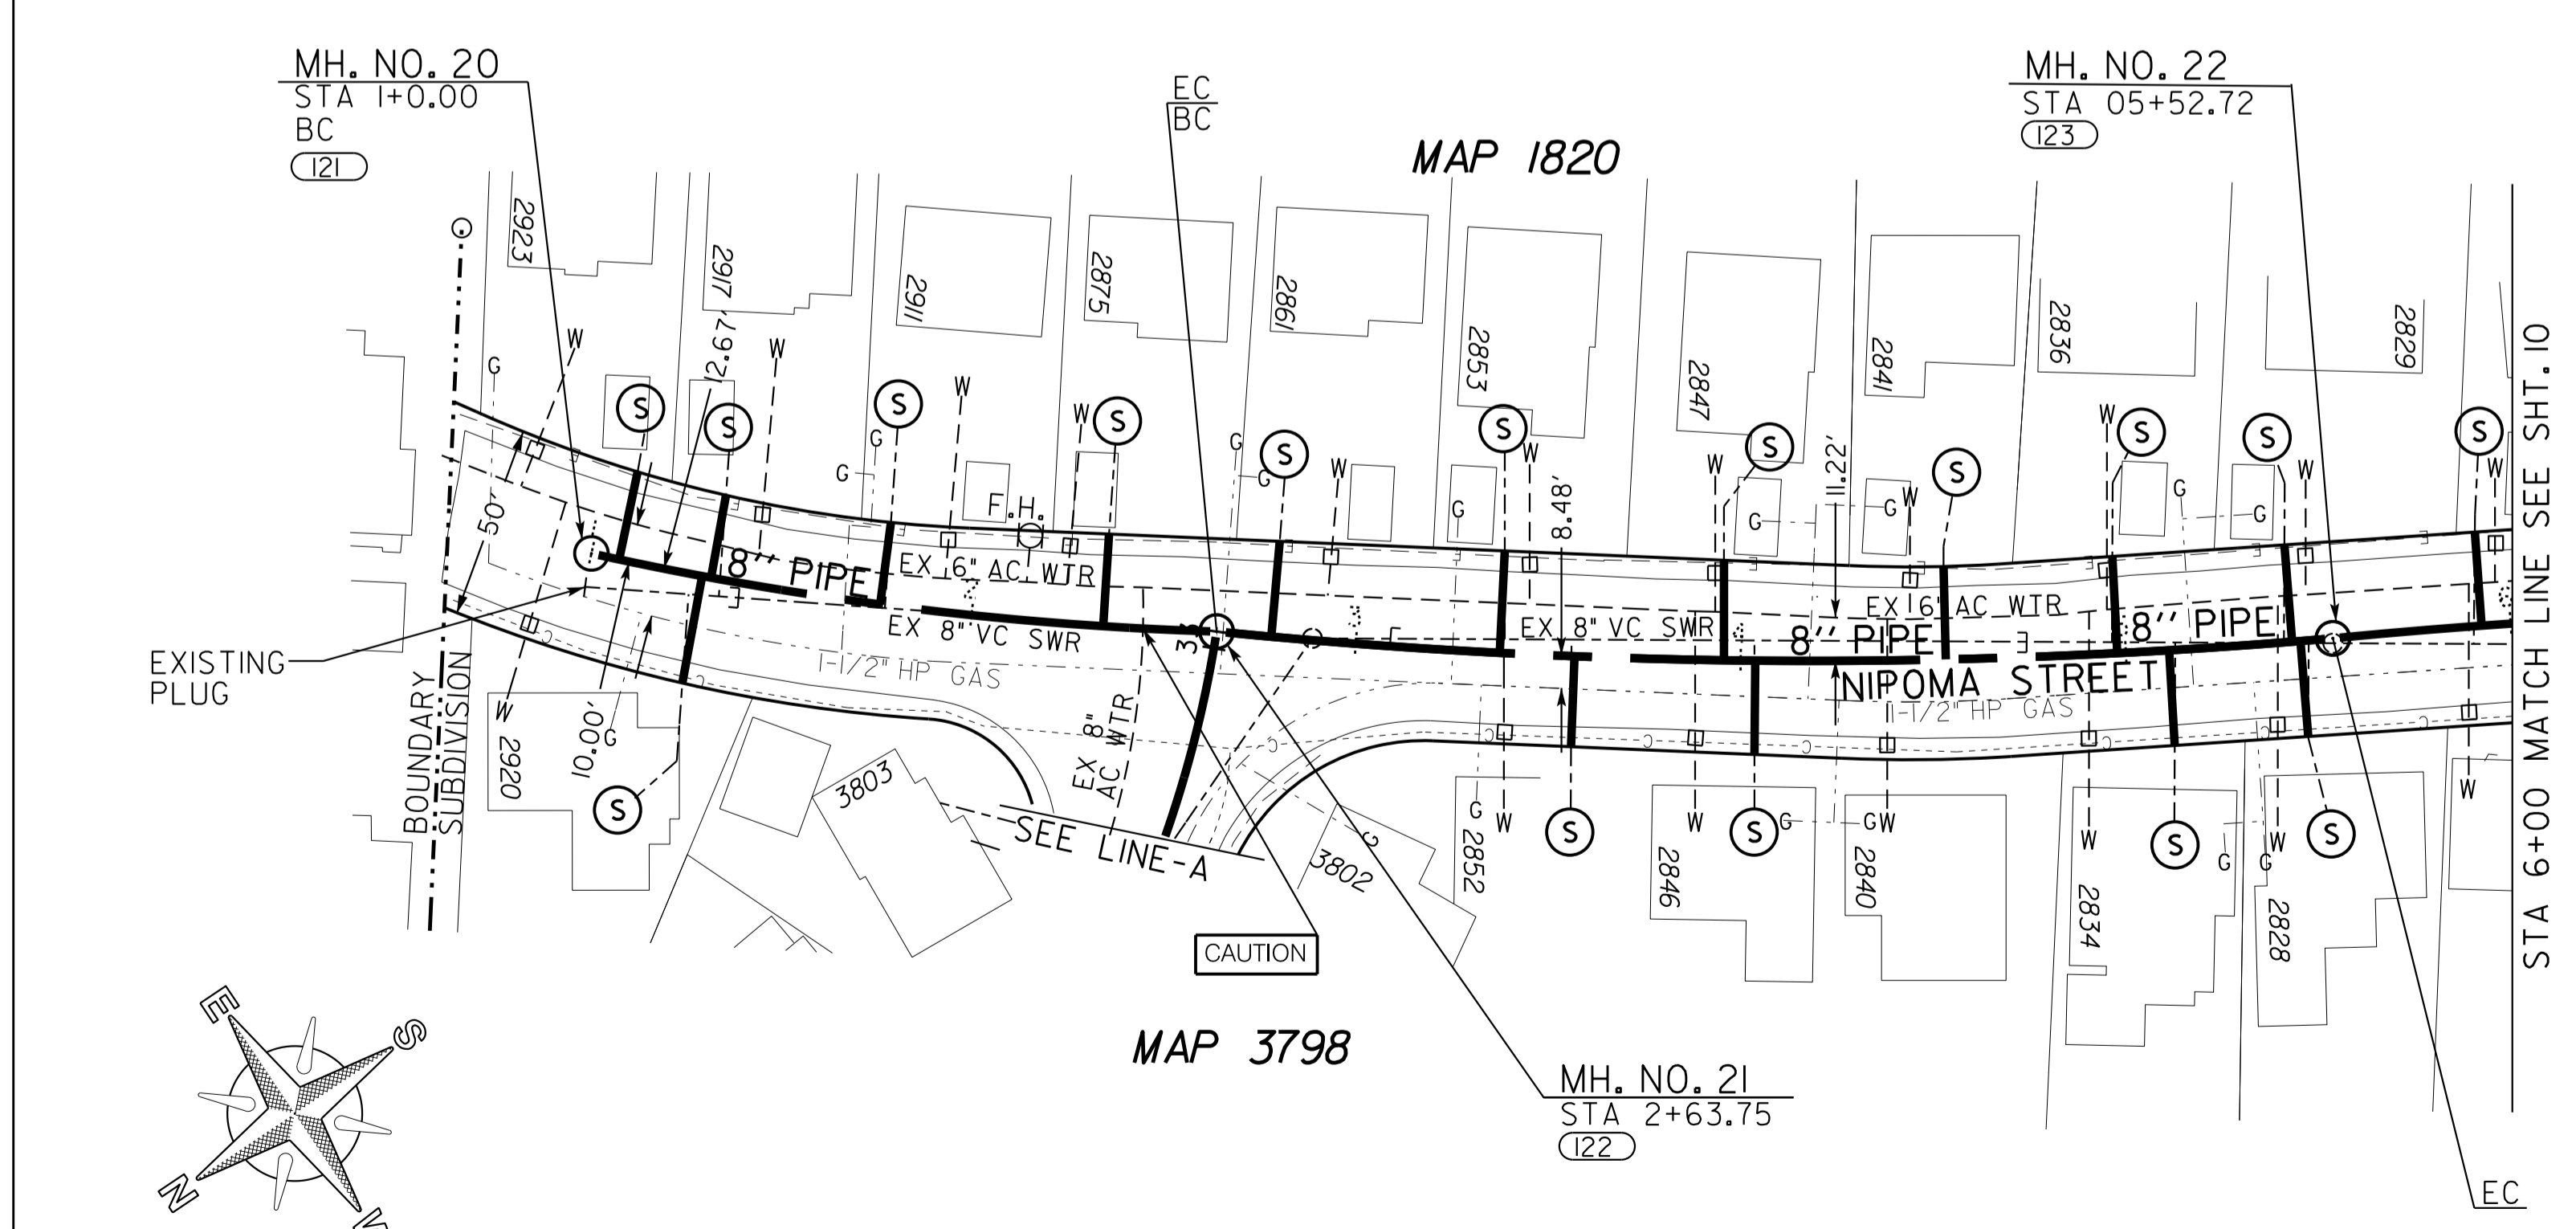 MH. NO. 20
STA 1+0.00
BC
121
EC
BC
MH. NO. 22
STA 05+52.72
123
MAP 1820
2923
2917
2911
2875
2861
2853
2847
2841
2836
2829
W
G
W
12.67'
S
S
S
G
G
W
W
S
G
G
S
W
S
W
G
W
S
G
11.22'
G
W
S
W
S
G
G
S
W
S
W
8.48'
F.H.
50'
8" PIPE
EX 6" AC WTR
EX 8" VC SWR
1-1/2" HP GAS
EX 8" VC SWR
8" PIPE
EX 6" AC WTR
8" PIPE
NIPOMA STREET
1-1/2" HP GAS
EXISTING
PLUG
BOUNDARY
SUBDIVISION
W
2920
10.00'
G
S
3803
EX 8"
AC WTR
SEE LINE-A
3802
G
2852
W
S
2846
W
S
G
G
W
2840
2834
W
S
G
G
W
2828
S
W
CAUTION
MAP 3798
MH. NO. 21
STA 2+63.75
122
EC
STA 6+00 MATCH LINE SEE SHT. 10
E
S
N
W